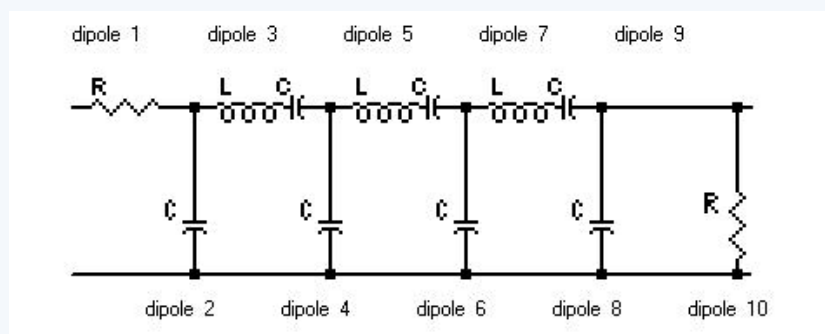 dipole 1 dipole 3 dipole 5 dipole 7 dipole 9
R L C L C L C
C C C C R
dipole 2 dipole 4 dipole 6 dipole 8 dipole 10